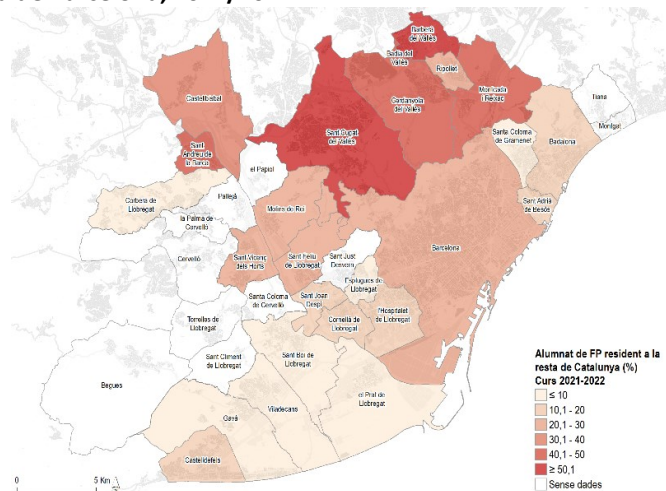 Barberà
del Vallès
Badia del
Vallès
Ripollet
Castellbisbal
Cerdanyola
del Vallès
Montcada
i Reixac
Tiana
Montgat
Sant Cugat
del Vallès
Sant
Andreu de
la Barca
Santa Coloma
de Gramenet
Badalona
el Papiol
Corbera de
Llobregat
Pallejà
Sant Adrià
de Besòs
Molins de Rei
la Palma de
Cervelló
Barcelona
Cervelló
Sant Vicenç
dels Horts
Sant Feliu
de Llobregat
Sant Just
Desvern
Esplugues de
Llobregat
Santa Coloma
de Cervelló
Sant Joan
Despí
l'Hospitalet
de Llobregat
Torrelles de
Llobregat
Cornellà de
Llobregat
Sant Climent
de Llobregat
Sant Boi de
Llobregat
Begues
el Prat de
Llobregat
Viladecans
Gavà
Castelldefels
0 5 Km
Alumnat de FP resident a la
resta de Catalunya (%)
Curs 2021-2022
≤ 10
10,1 - 20
20,1 - 30
30,1 - 40
40,1 - 50
≥ 50,1
Sense dades